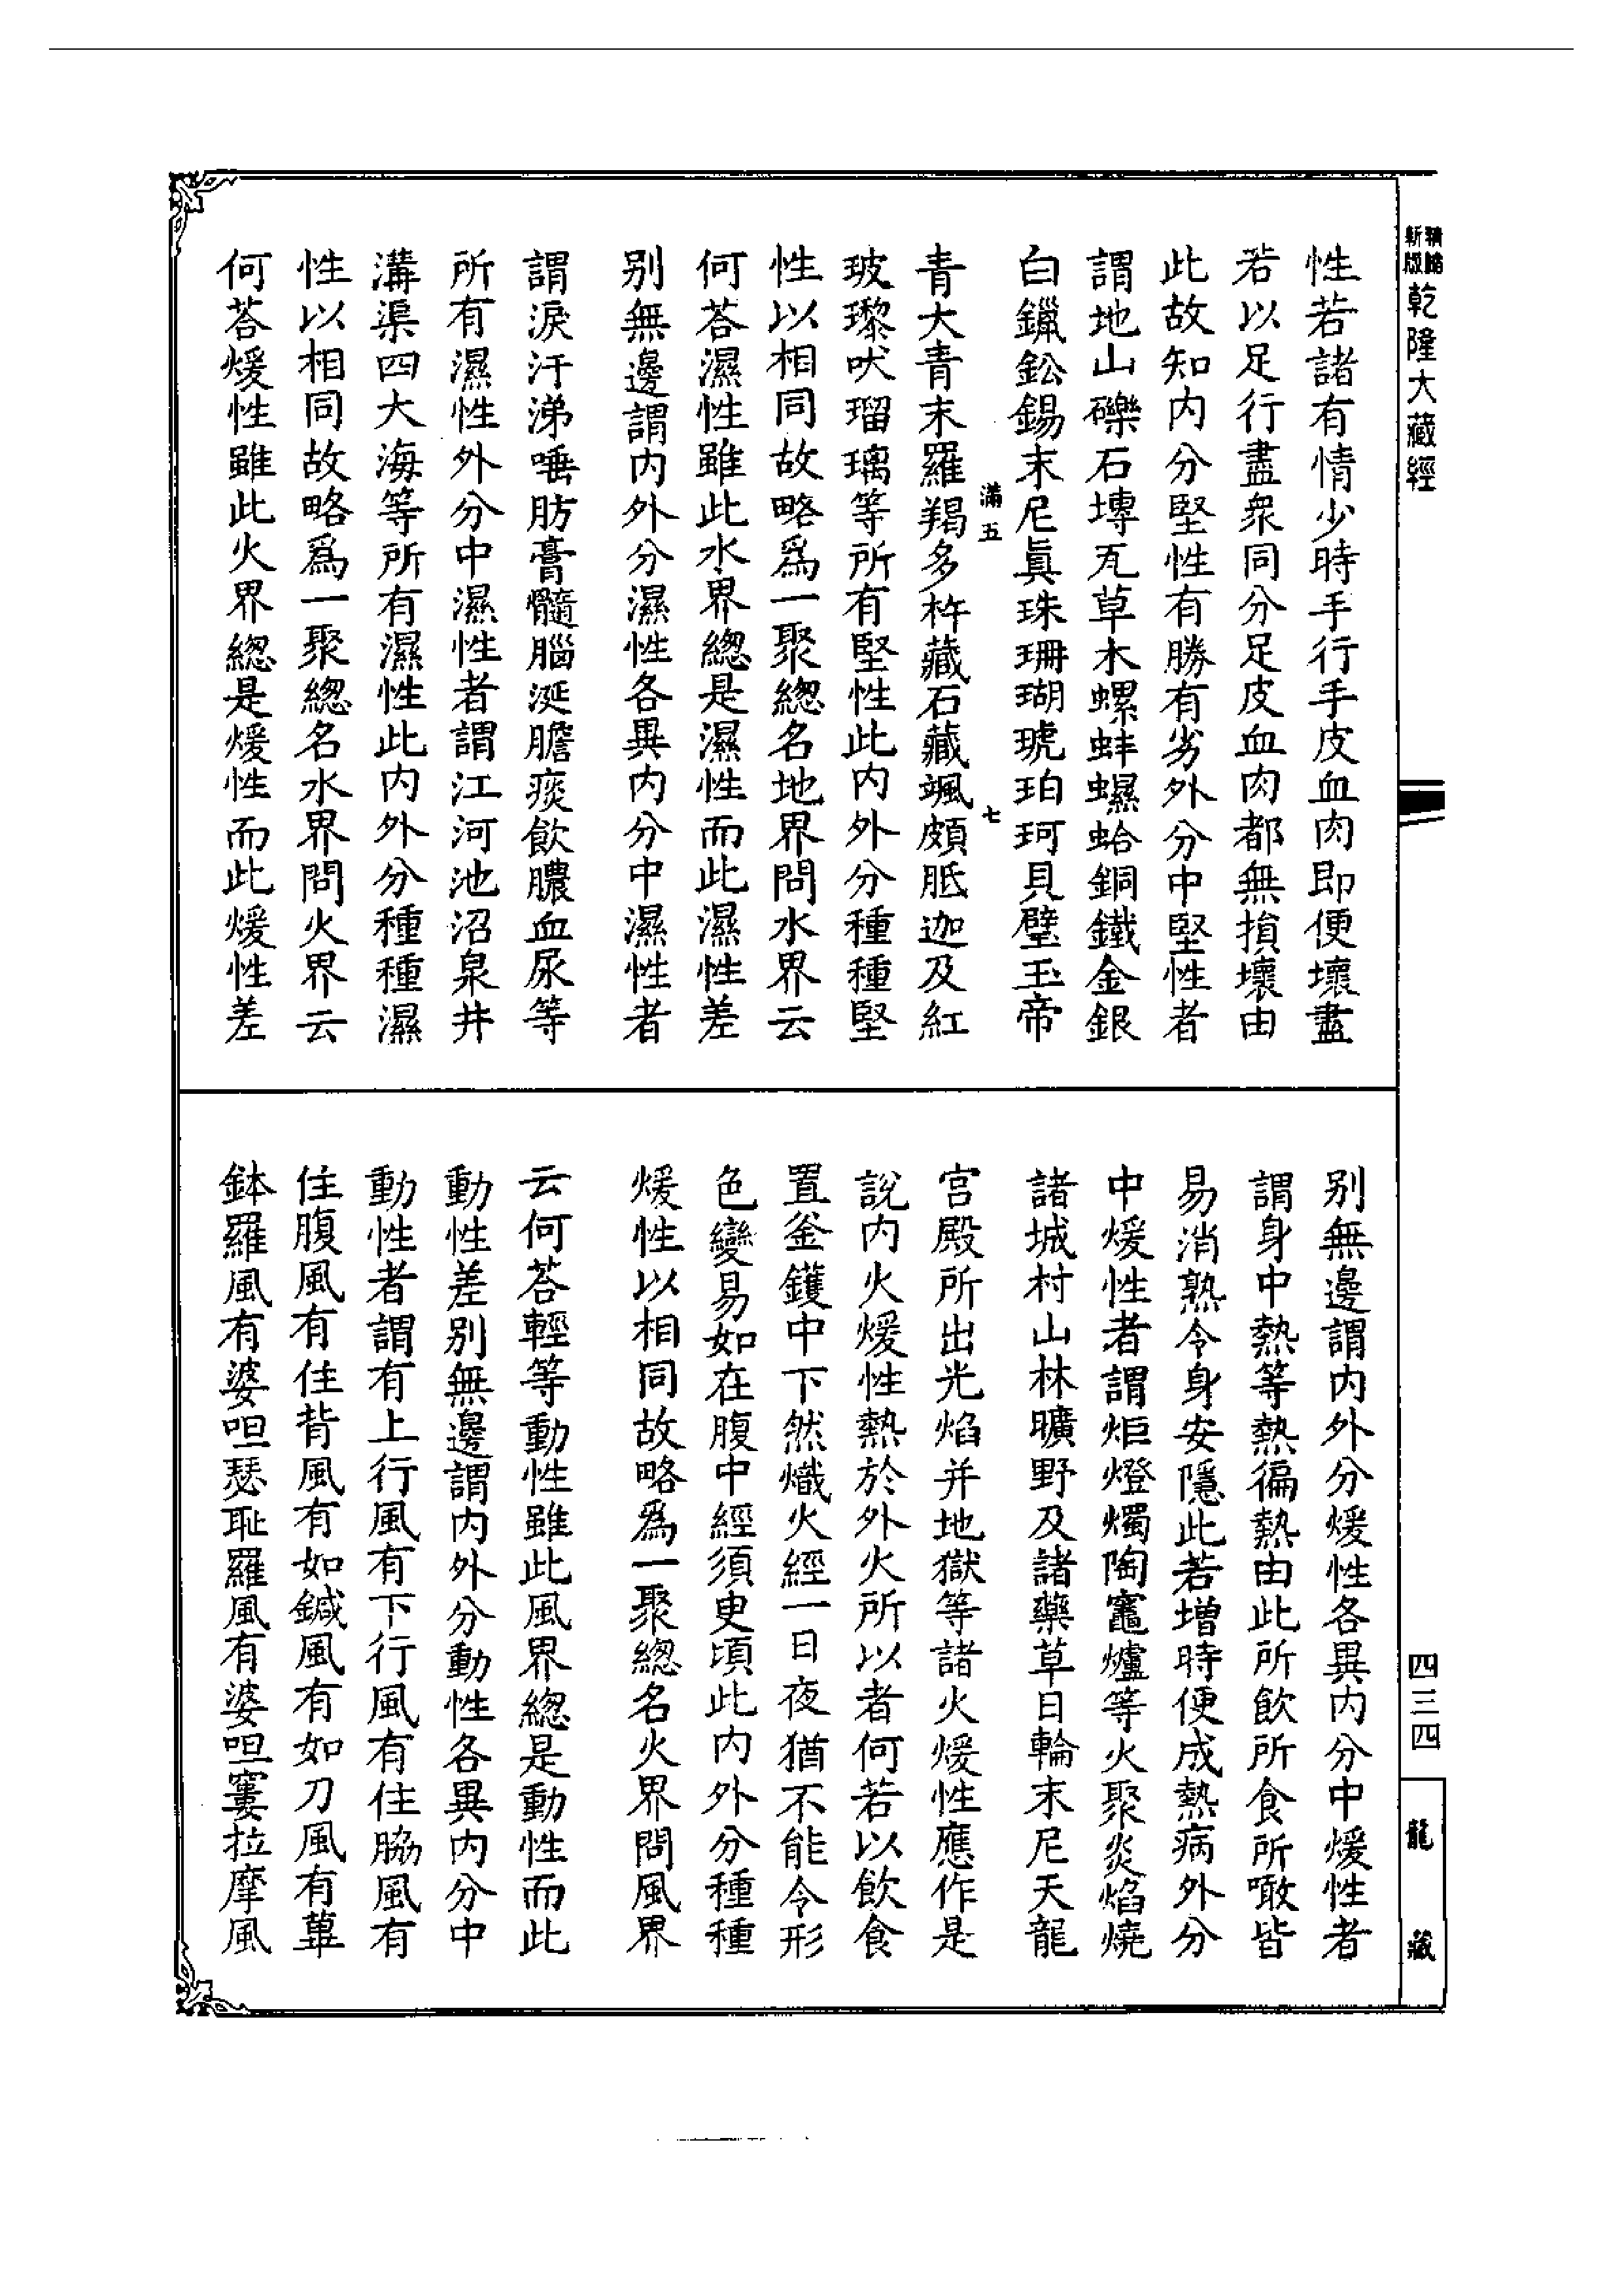 新版
精縮
乾隆大藏經
四三四
龍藏
性若諸有情少時手行手皮血肉即便壞盡
若以足行盡衆同分足皮血肉都無損壞由
此故知内分堅性有勝有劣外分中堅性者
謂地山礫石塼瓦草木螺蚌蠣蛤銅鐵金銀
白鑞鈆錫末尼眞珠珊瑚琥珀珂貝璧玉帝
滿五
七
青大青末羅羯多杵藏石藏颯頗胝迦及紅
玻瓈吠瑠璃等所有堅性此内外分種種堅
性以相同故略爲一聚緫名地界問水界云
何荅濕性雖此水界緫是濕性而此濕性差
别無邊謂内外分濕性各異内分中濕性者
謂淚汗涕唾肪膏髓腦涎膽痰飲膿血尿等
所有濕性外分中濕性者謂江河池沼泉井
溝渠四大海等所有濕性此内外分種種濕
性以相同故略爲一聚緫名水界問火界云
何荅煖性雖此火界緫是煖性而此煖性差
别無邊謂内外分煖性各異内分中煖性者
謂身中熱等熱徧熱由此所飲所食所噉皆
易消熟令身安隱此若增時便成熱病外分
中煖性者謂炬燈燭陶竈爐等火聚炎焰燒
諸城村山林曠野及諸藥草日輪末尼天龍
宮殿所出光焰并地獄等諸火煖性應作是
說内火煖性熱於外火所以者何若以飲食
置釜鑊中下然熾火經一日夜猶不能令形
色變易如在腹中經須臾頃此内外分種種
煖性以相同故略爲一聚緫名火界問風界
云何荅輕等動性雖此風界緫是動性而此
動性差别無邊謂内外分動性各異内分中
動性者謂有上行風有下行風有住脇風有
住腹風有住背風有如鍼風有如刀風有蓽
鉢羅風有婆呾瑟恥羅風有婆呾窶拉摩風